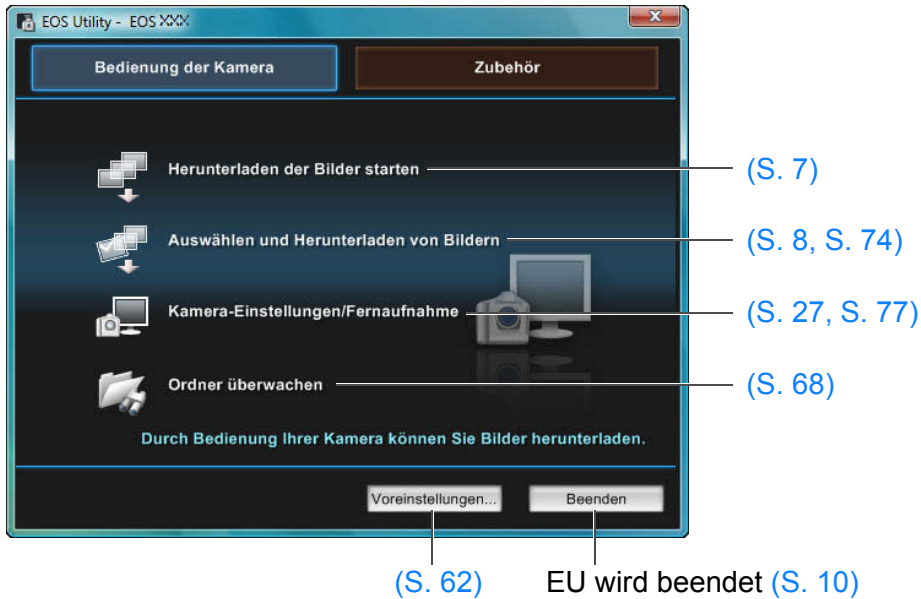 EOS Utility - EOS XXX
Bedienung der Kamera
Zubehör
Herunterladen der Bilder starten (S. 7)
Auswählen und Herunterladen von Bildern (S. 8, S. 74)
Kamera-Einstellungen/Fernaufnahme (S. 27, S. 77)
Ordner überwachen (S. 68)
Durch Bedienung Ihrer Kamera können Sie Bilder herunterladen.
Voreinstellungen...
Beenden
(S. 62)
EU wird beendet (S. 10)